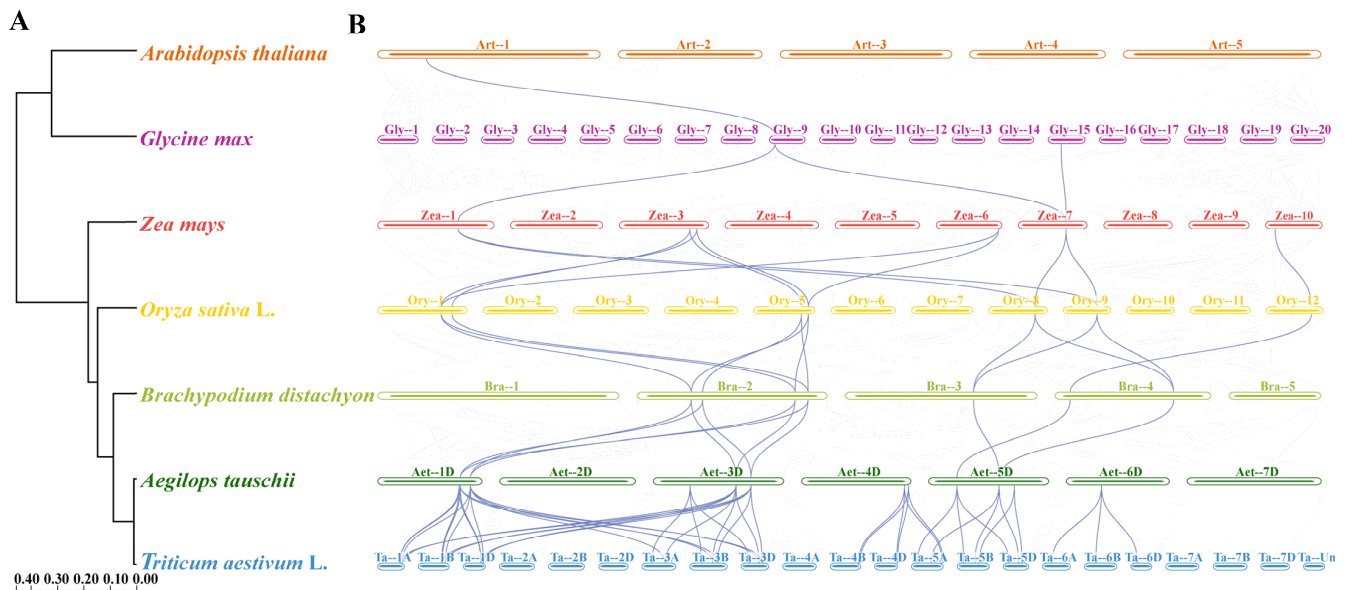 A
B
Arabidopsis thaliana
Art--1 Art--2 Art--3 Art--4 Art--5
Glycine max
Gly--1 Gly--2 Gly--3 Gly--4 Gly--5 Gly--6 Gly--7 Gly--8 Gly--9 Gly--10 Gly--11 Gly--12 Gly--13 Gly--14 Gly--15 Gly--16 Gly--17 Gly--18 Gly--19 Gly--20
Zea mays
Zea--1 Zea--2 Zea--3 Zea--4 Zea--5 Zea--6 Zea--7 Zea--8 Zea--9 Zea--10
Oryza sativa L.
Ory--1 Ory--2 Ory--3 Ory--4 Ory--5 Ory--6 Ory--7 Ory--8 Ory--9 Ory--10 Ory--11 Ory--12
Brachypodium distachyon
Bra--1 Bra--2 Bra--3 Bra--4 Bra--5
Aegilops tauschii
Aet--1D Aet--2D Aet--3D Aet--4D Aet--5D Aet--6D Aet--7D
Triticum aestivum L.
Ta--1A Ta--1B Ta--1D Ta--2A Ta--2B Ta--2D Ta--3A Ta--3B Ta--3D Ta--4A Ta--4B Ta--4D Ta--5A Ta--5B Ta--5D Ta--6A Ta--6B Ta--6D Ta--7A Ta--7B Ta--7D Ta--Un
0.40 0.30 0.20 0.10 0.00